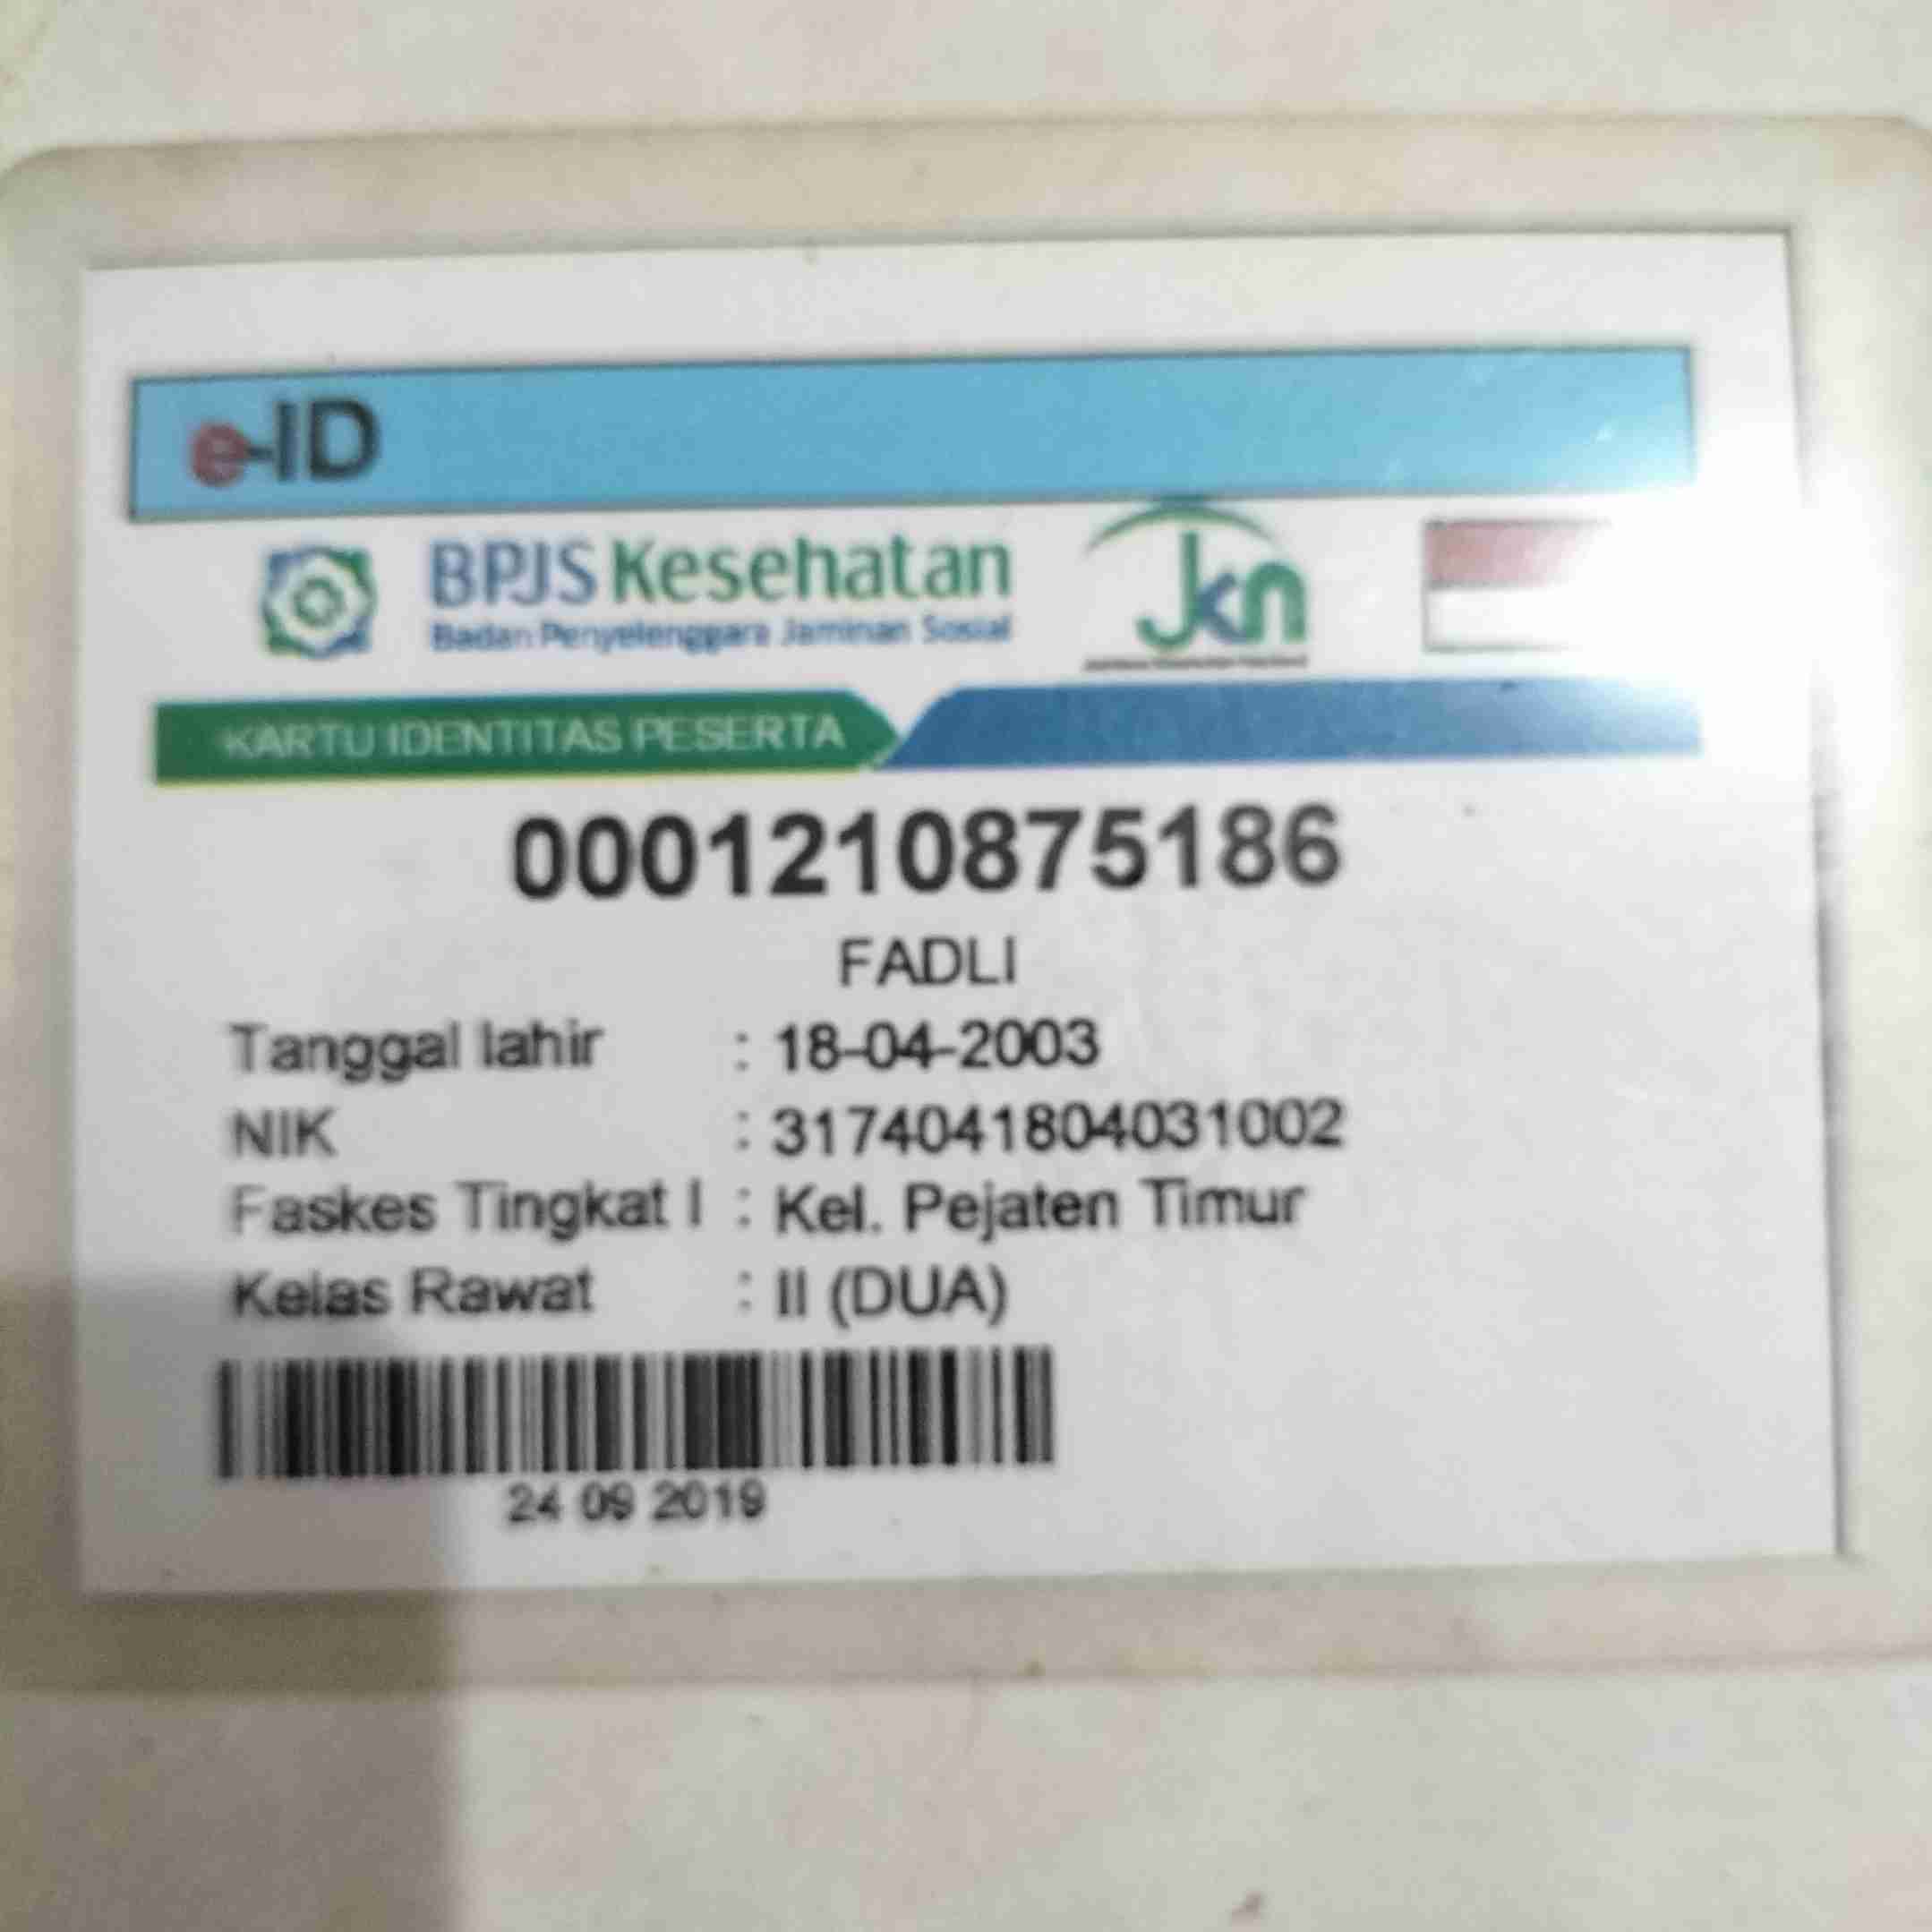 e-ID
BPJS Kesehatan
Badan Penyelenggara Jaminan Sosial
Jkn
KARTU IDENTITAS PESERTA
0001210875186
FADLI
Tanggal lahir : 18-04-2003
NIK : 3174041804031002
Faskes Tingkat I : Kel. Pejaten Timur
Kelas Rawat : II (DUA)
24 09 2019